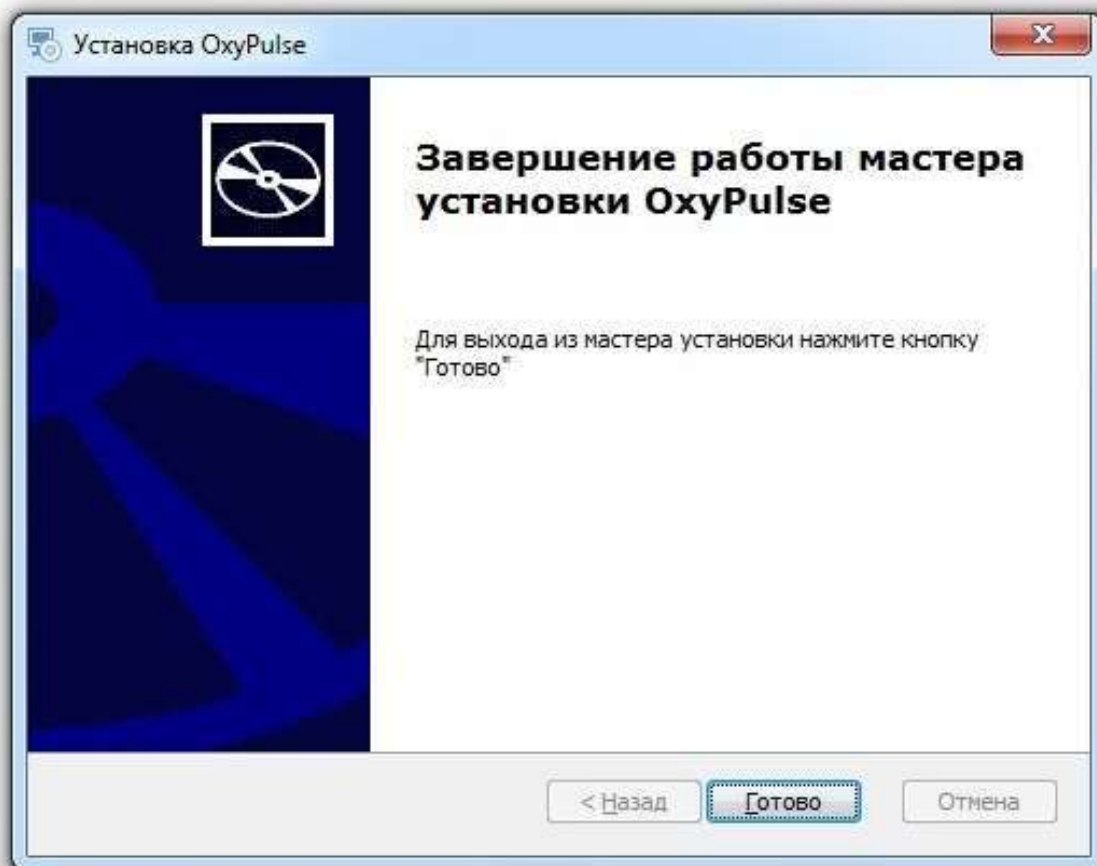 Установка OxyPulse
Завершение работы мастера
установки OxyPulse
Для выхода из мастера установки нажмите кнопку
"Готово"
< Назад
Готово
Отмена